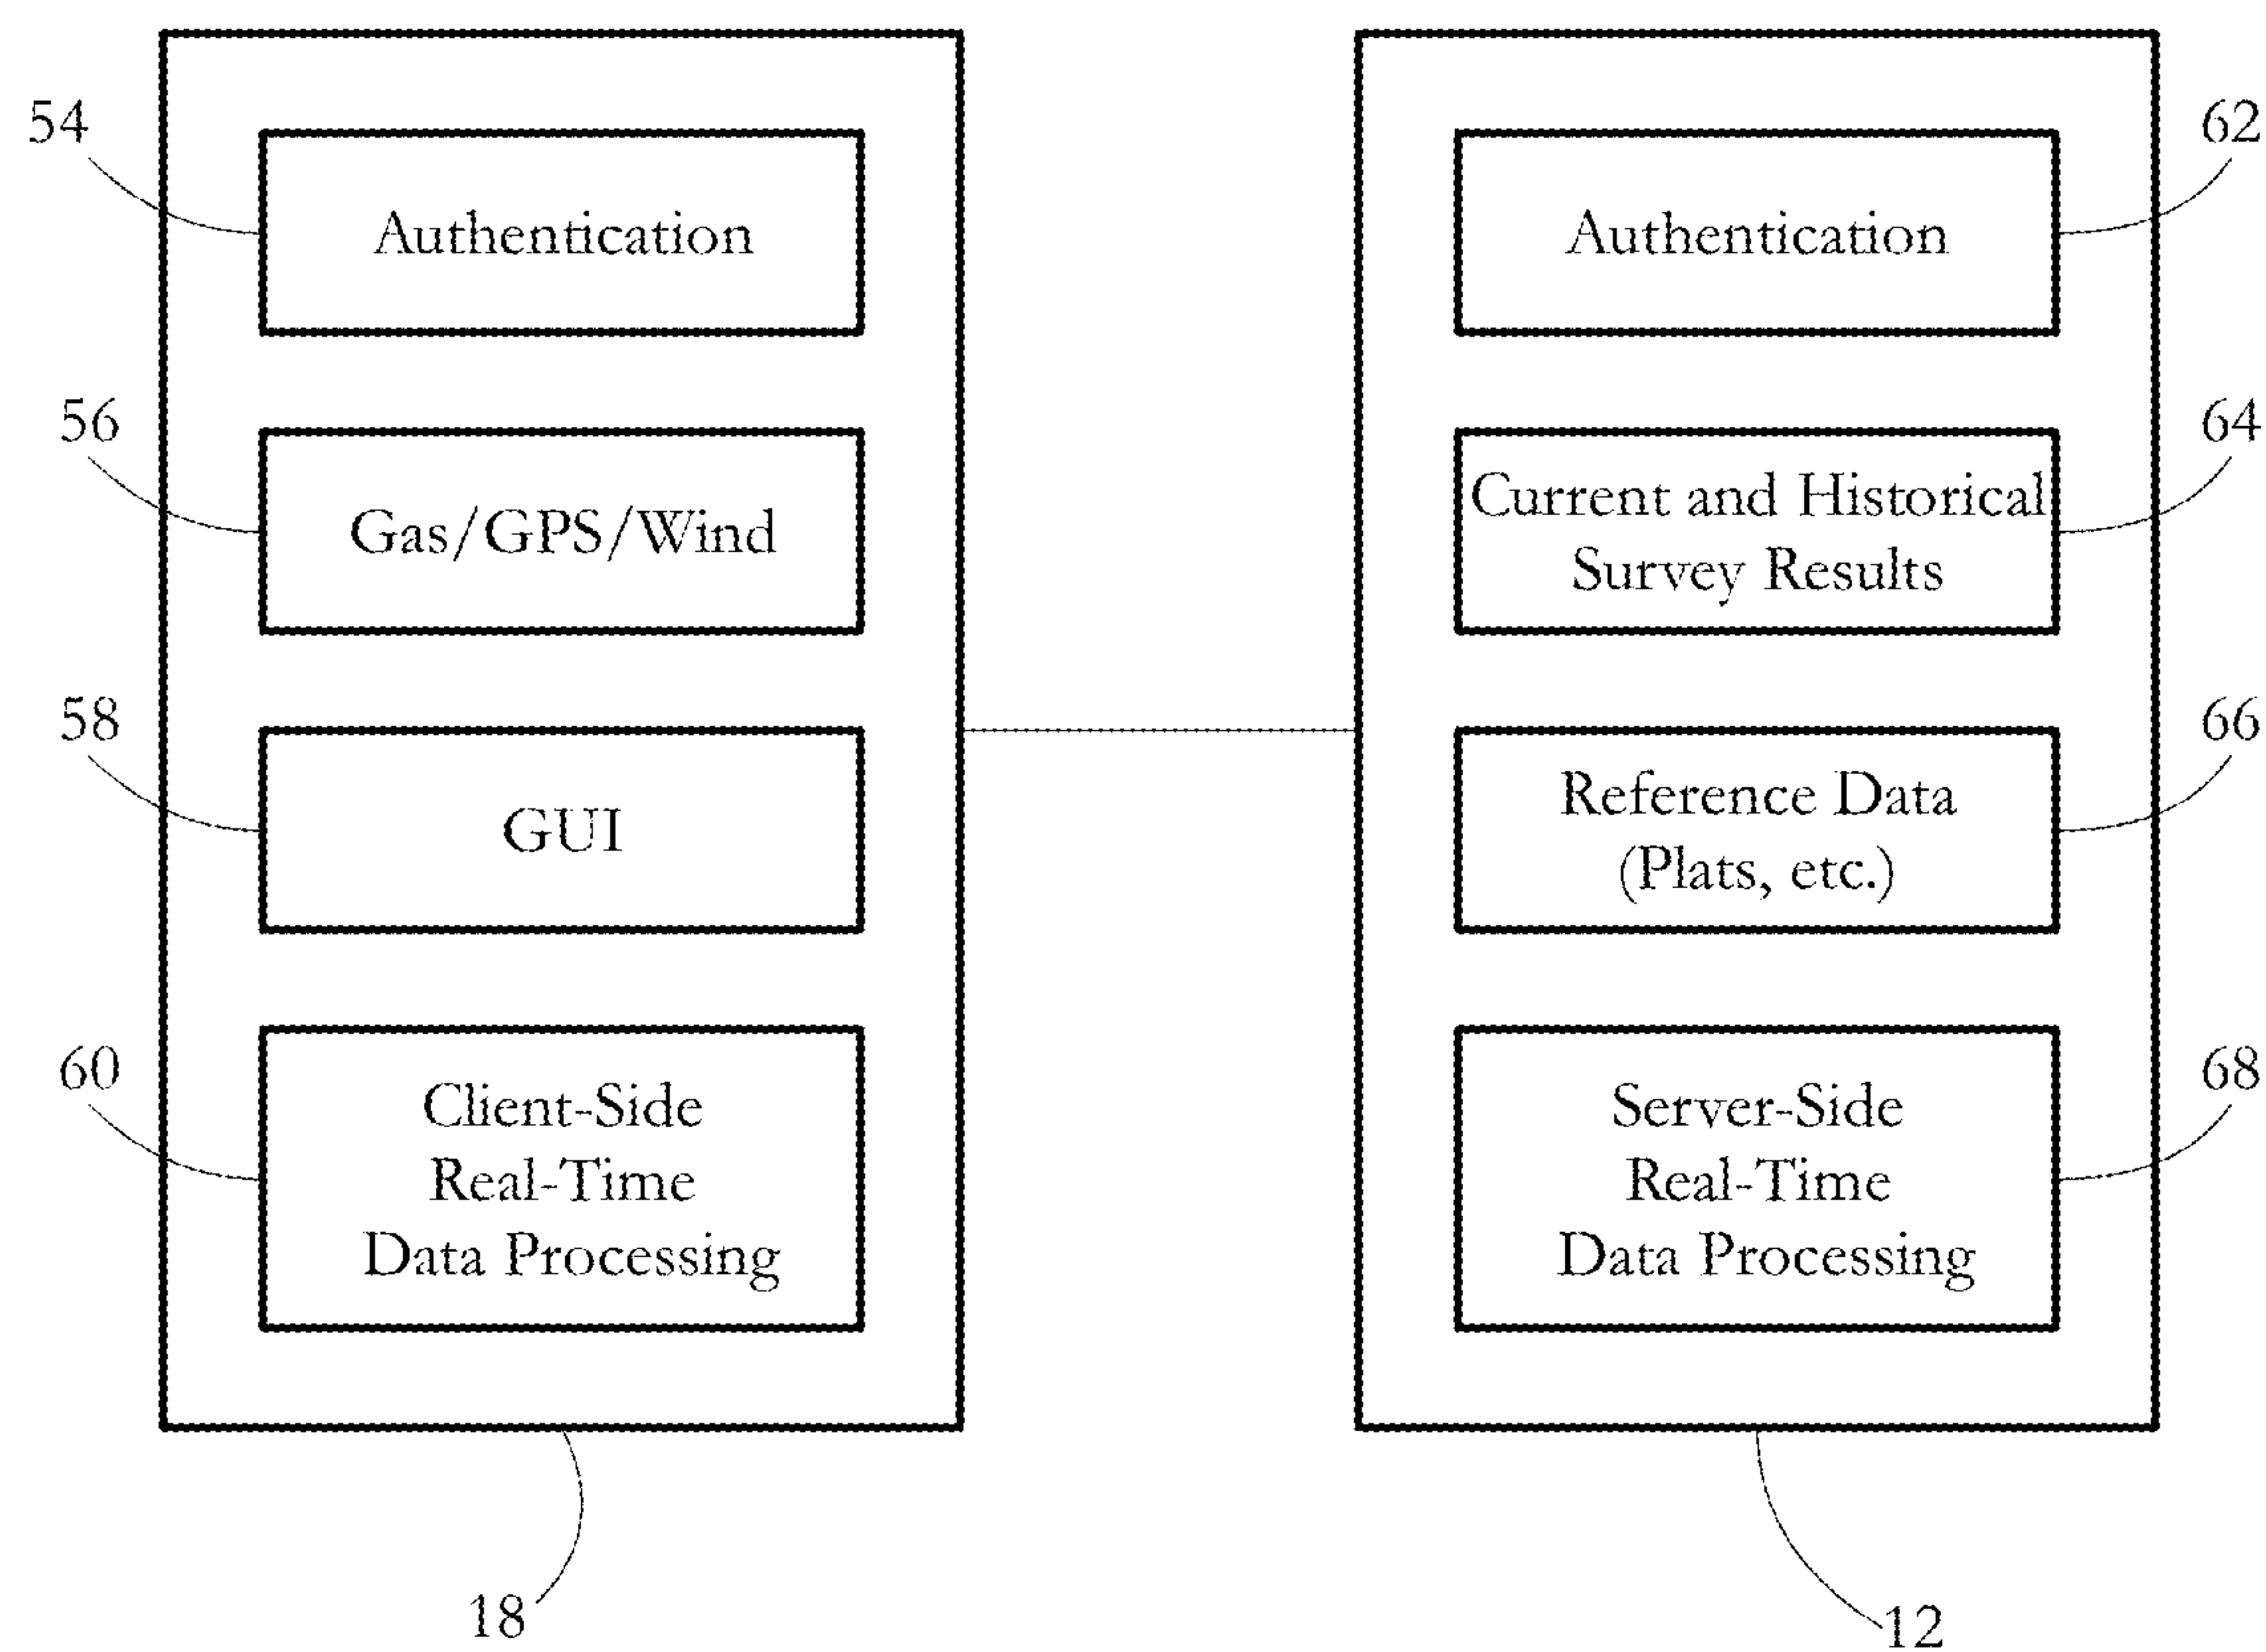 54
Authentication
56
Gas/GPS/Wind
58
GUI
60
Client-Side
Real-Time
Data Processing
18
62
Authentication
64
Current and Historical
Survey Results
66
Reference Data
(Plats, etc.)
68
Server-Side
Real-Time
Data Processing
12